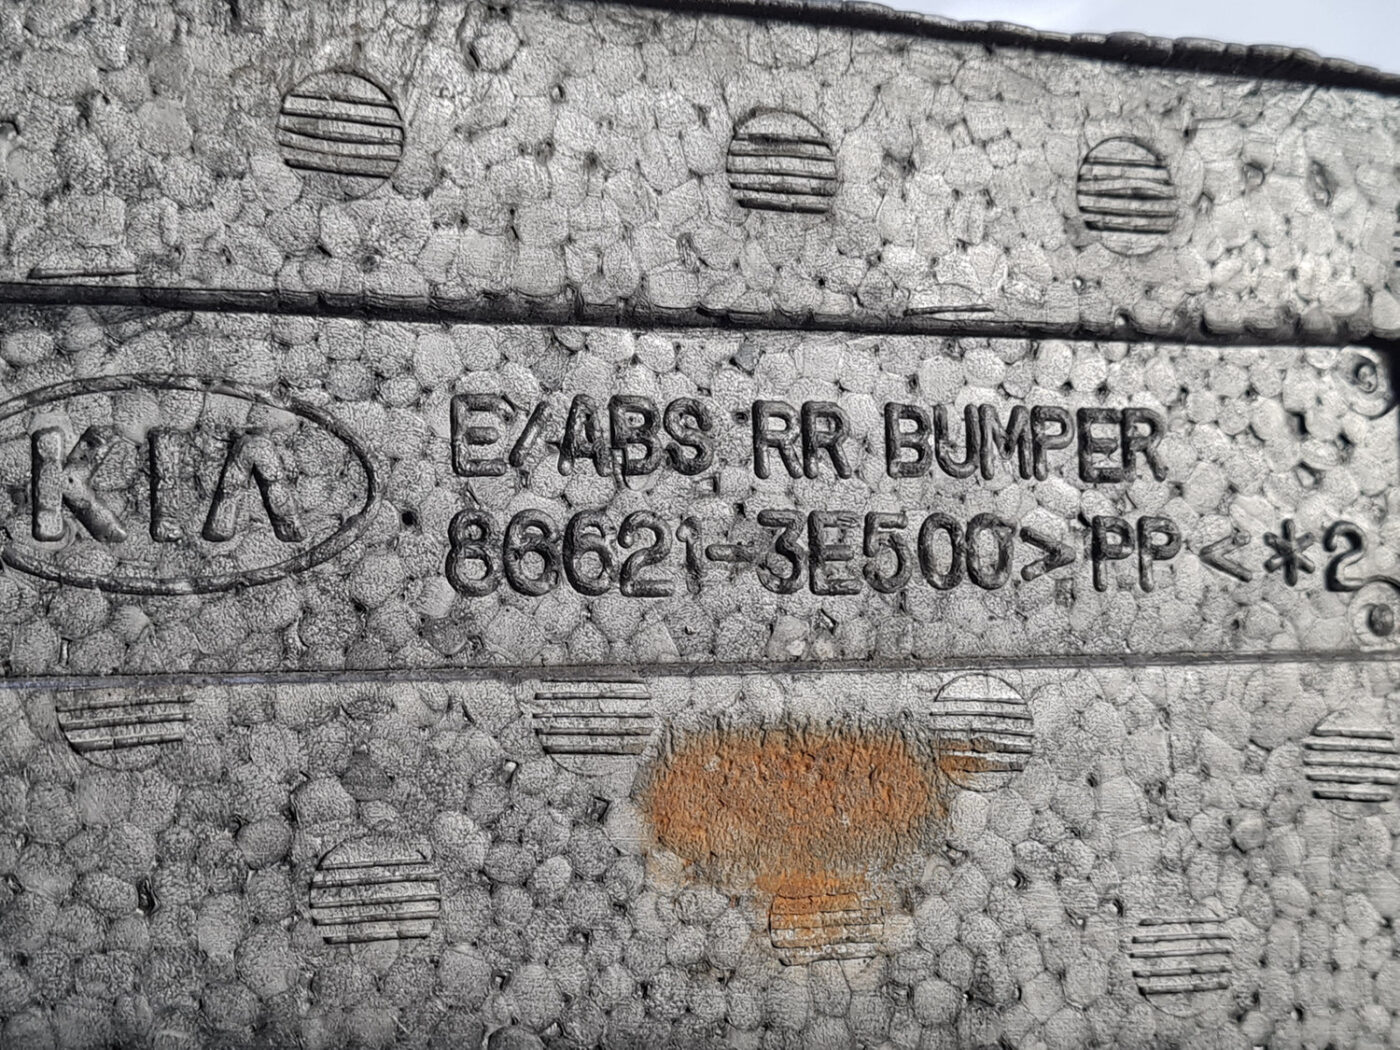 KIA
E/ABS RR BUMPER
86621-3E500>PP<*2